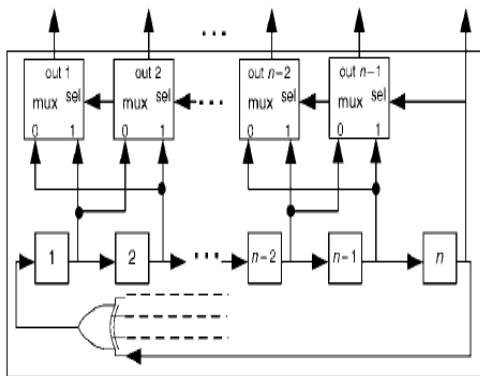 ...
out 1 out 2 out n–2 out n–1
mux sel mux sel mux sel mux sel
0 1 0 1 0 1 0 1
1 2 ... n–2 n–1 n